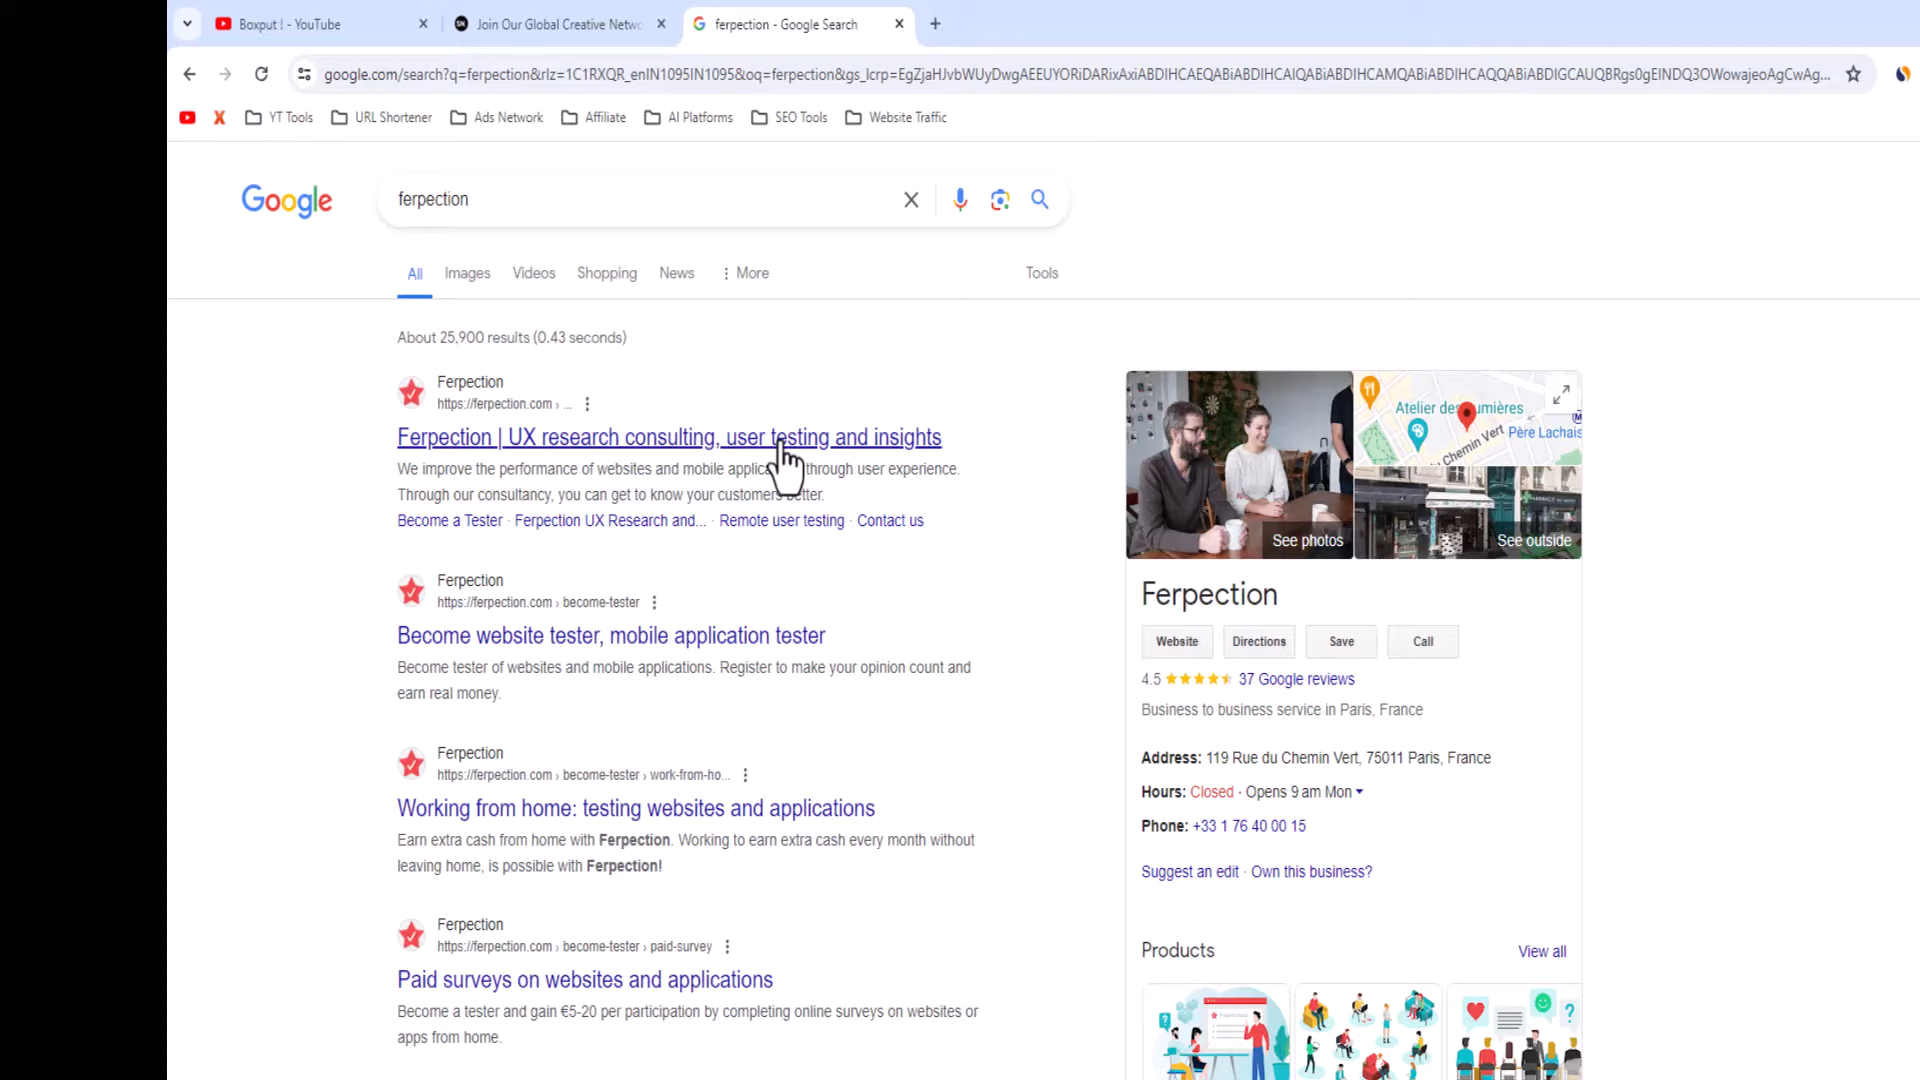 Boxput ! - YouTube
Join Our Global Creative Netwo
ferpection - Google Search
google.com/search?q=ferpection&rlz=1C1RXQR_enIN1095IN1095&oq=ferpection&gs_lcrp=EgZjaHJvbWUyDwgAEEUYORiDARixAxiABDIHCAEQABiABDIHCAIQABiABDIHCAMQABiABDIHCAQQABiABDIGCAUQBRgs0gEINDQ3OWowajeoAgCwAg...
YT Tools
URL Shortener
Ads Network
Affiliate
AI Platforms
SEO Tools
Website Traffic
Google
ferpection
All
Images
Videos
Shopping
News
More
Tools
About 25,900 results (0.43 seconds)
Ferpection
https://ferpection.com › ...
Ferpection | UX research consulting, user testing and insights
We improve the performance of websites and mobile applica through user experience.
Through our consultancy, you can get to know your customers better.
Become a Tester · Ferpection UX Research and... · Remote user testing · Contact us
Ferpection
https://ferpection.com › become-tester
Become website tester, mobile application tester
Become tester of websites and mobile applications. Register to make your opinion count and
earn real money.
Ferpection
https://ferpection.com › become-tester › work-from-ho...
Working from home: testing websites and applications
Earn extra cash from home with Ferpection. Working to earn extra cash every month without
leaving home, is possible with Ferpection!
Ferpection
https://ferpection.com › become-tester › paid-survey
Paid surveys on websites and applications
Become a tester and gain €5-20 per participation by completing online surveys on websites or
apps from home.
Atelier des Lumières
Chemin Vert
Père Lachais
See photos
See outside
Ferpection
Website
Directions
Save
Call
4.5 37 Google reviews
Business to business service in Paris, France
Address: 119 Rue du Chemin Vert, 75011 Paris, France
Hours: Closed · Opens 9 am Mon
Phone: +33 1 76 40 00 15
Suggest an edit · Own this business?
Products
View all